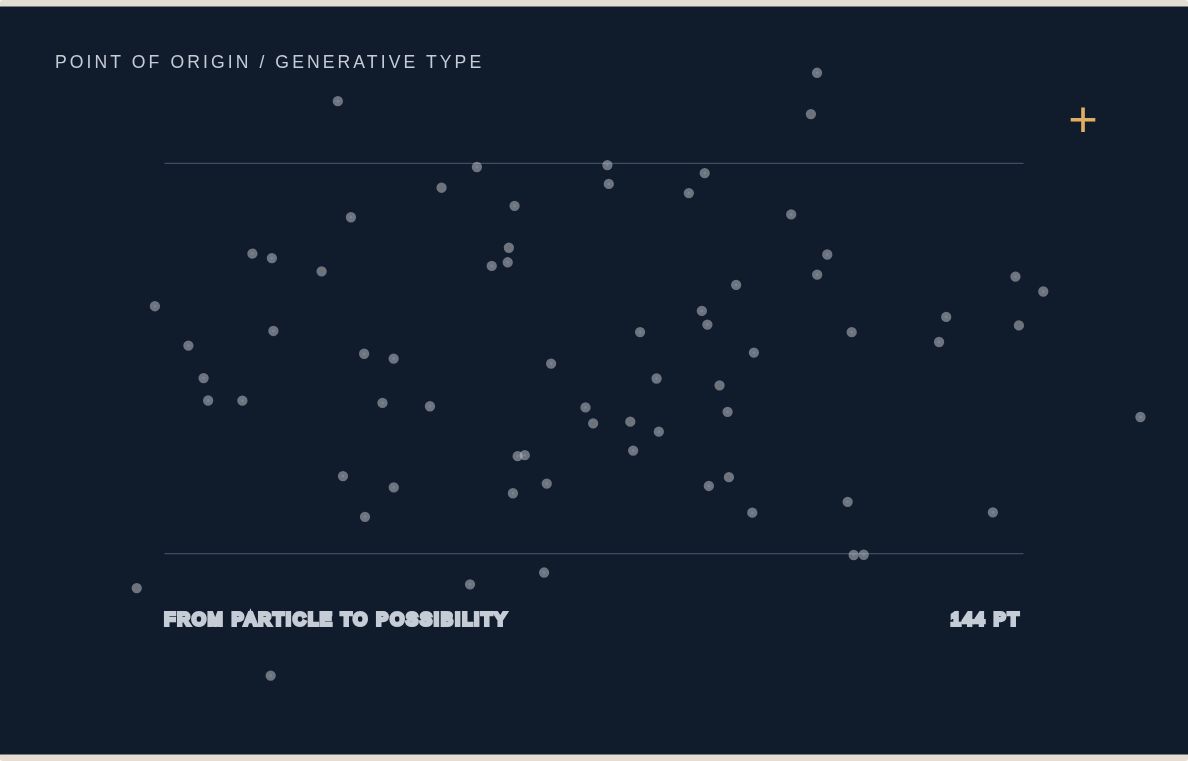 POINT OF ORIGIN / GENERATIVE TYPE
FROM PARTICLE TO POSSIBILITY
144 PT